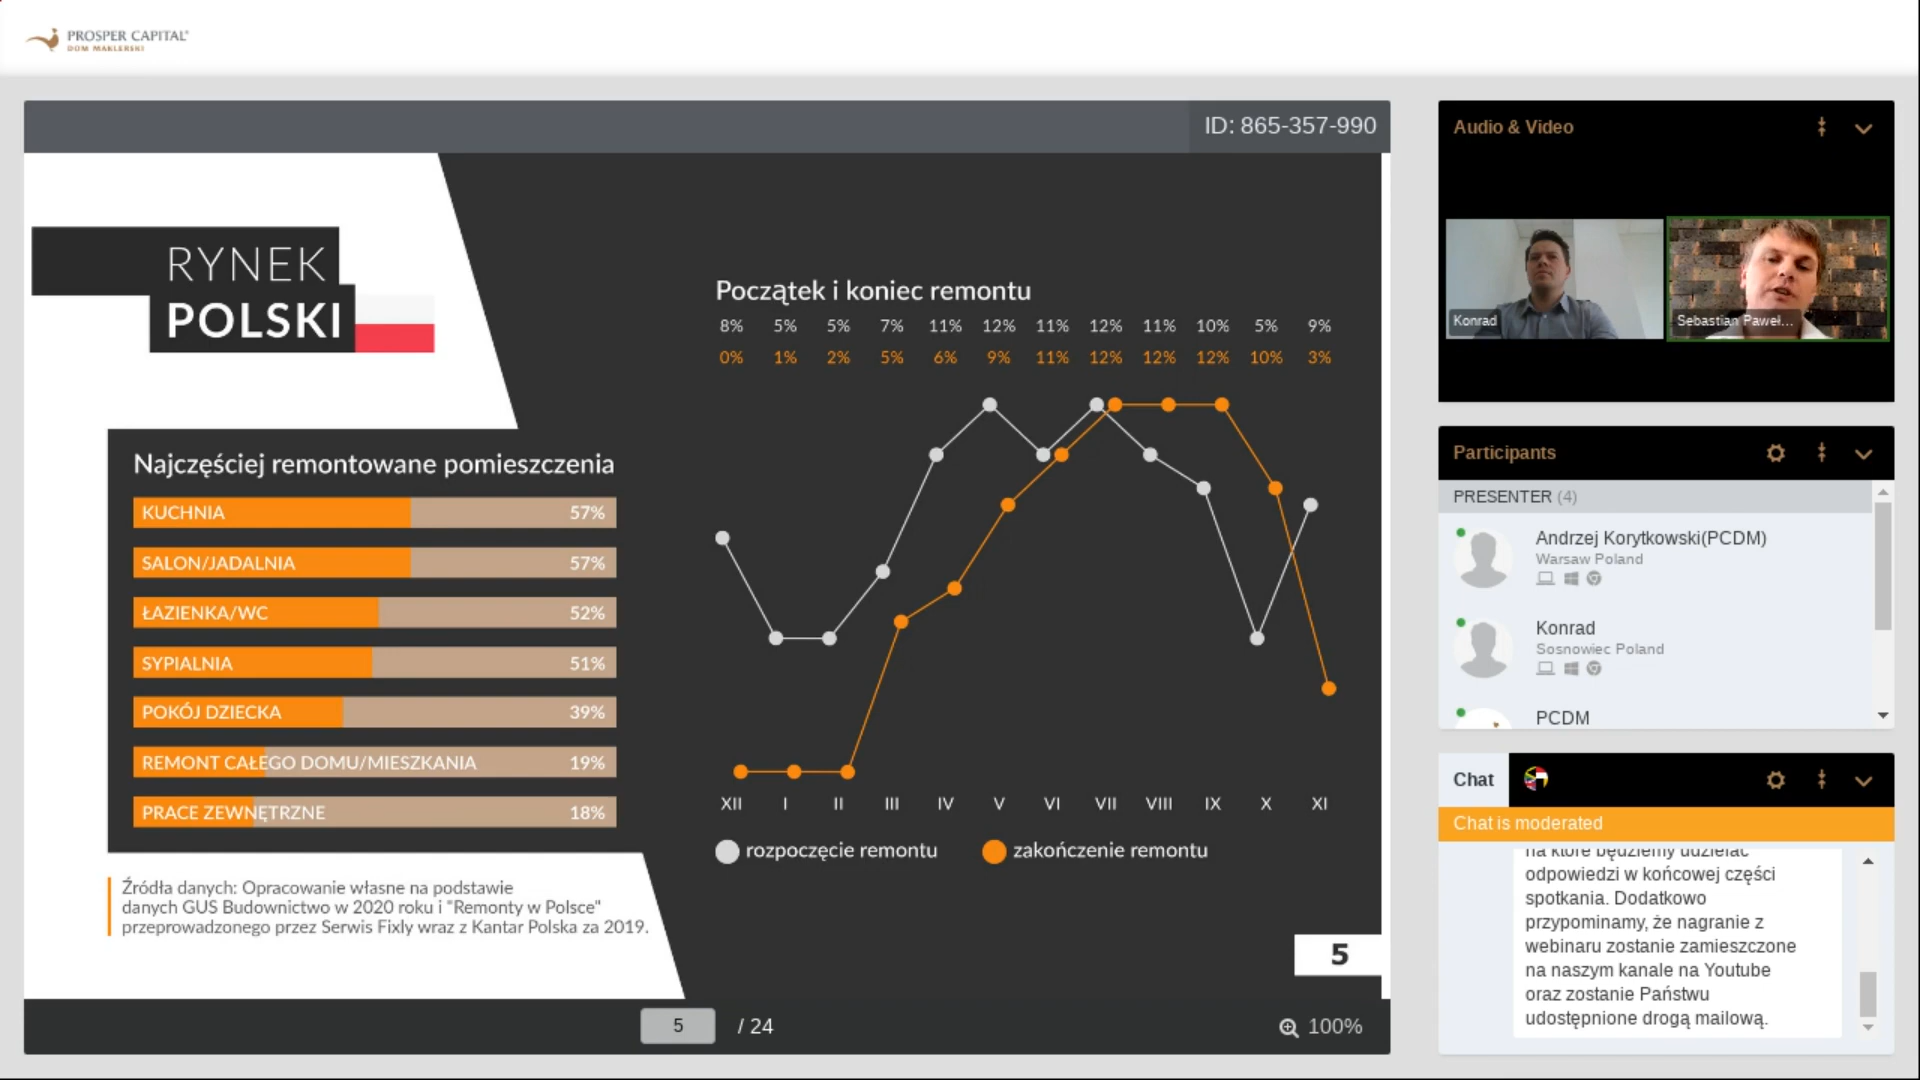 PROSPER CAPITAL
DOM MAKLERSKI
ID: 865-357-990
RYNEK
POLSKI
Najczęściej remontowane pomieszczenia
KUCHNIA 57%
SALON/JADALNIA 57%
ŁAZIENKA/WC 52%
SYPIALNIA 51%
POKÓJ DZIECKA 39%
REMONT CAŁEGO DOMU/MIESZKANIA 19%
PRACE ZEWNĘTRZNE 18%
Źródła danych: Opracowanie własne na podstawie
danych GUS Budownictwo w 2020 roku i "Remonty w Polsce"
przeprowadzonego przez Serwis Fixly wraz z Kantar Polska za 2019.
Początek i koniec remontu
8% 5% 5% 7% 11% 12% 11% 12% 11% 10% 5% 9%
0% 1% 2% 5% 6% 9% 11% 12% 12% 12% 10% 3%
XII I II III IV V VI VII VIII IX X XI
rozpoczęcie remontu zakończenie remontu
5
5 / 24
100%
Audio & Video
Konrad
Sebastian Paweł...
Participants
PRESENTER (4)
Andrzej Korytkowski(PCDM)
Warsaw Poland
Konrad
Sosnowiec Poland
PCDM
Chat
Chat is moderated
na które będziemy udzielać
odpowiedzi w końcowej części
spotkania. Dodatkowo
przypominamy, że nagranie z
webinaru zostanie zamieszczone
na naszym kanale na Youtube
oraz zostanie Państwu
udostępnione drogą mailową.